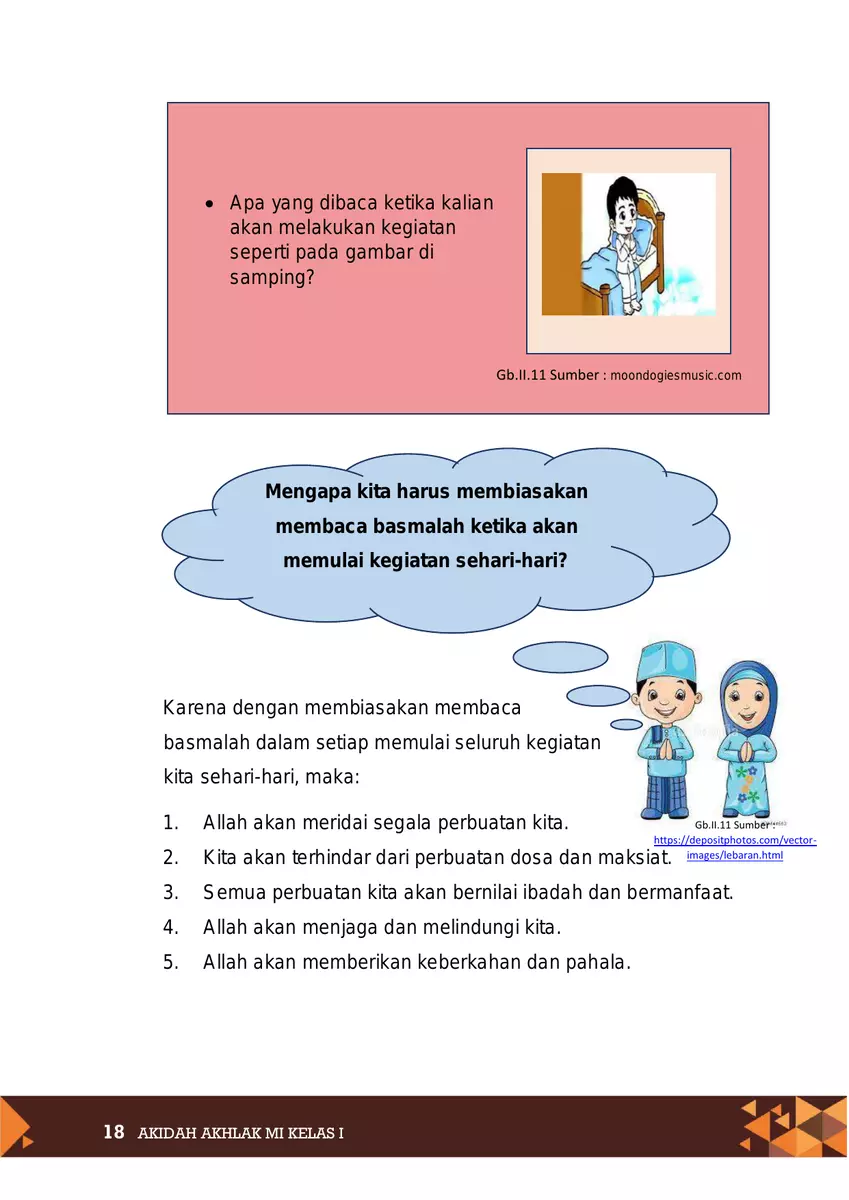 • Apa yang dibaca ketika kalian
akan melakukan kegiatan
seperti pada gambar di
samping?
Gb.II.11 Sumber : moondogiesmusic.com
Mengapa kita harus membiasakan
membaca basmalah ketika akan
memulai kegiatan sehari-hari?
Karena dengan membiasakan membaca
basmalah dalam setiap memulai seluruh kegiatan
kita sehari-hari, maka:
1. Allah akan meridai segala perbuatan kita.
Gb.II.11 Sumber :
https://depositphotos.com/vector-
images/lebaran.html
2. Kita akan terhindar dari perbuatan dosa dan maksiat.
3. Semua perbuatan kita akan bernilai ibadah dan bermanfaat.
4. Allah akan menjaga dan melindungi kita.
5. Allah akan memberikan keberkahan dan pahala.
18 AKIDAH AKHLAK MI KELAS I